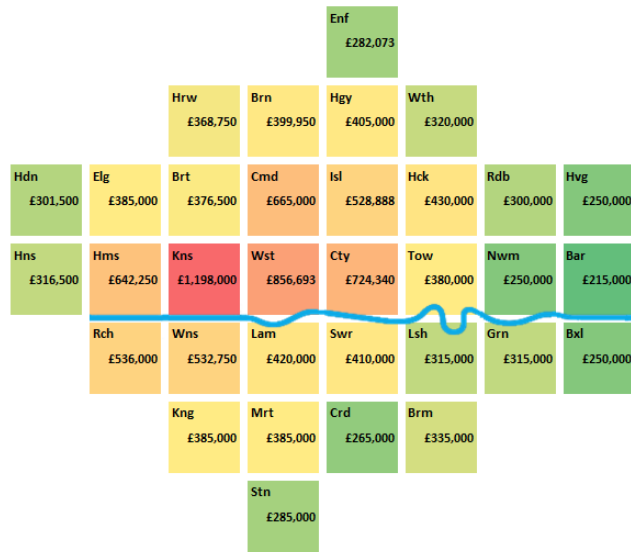 Enf
£282,073
Hrw Brn Hgy Wth
£368,750 £399,950 £405,000 £320,000
Hdn Elg Brt Cmd Isl Hck Rdb Hvg
£301,500 £385,000 £376,500 £665,000 £528,888 £430,000 £300,000 £250,000
Hns Hms Kns Wst Cty Tow Nwm Bar
£316,500 £642,250 £1,198,000 £856,693 £724,340 £380,000 £250,000 £215,000
Rch Wns Lam Swr Lsh Grn Bxl
£536,000 £532,750 £420,000 £410,000 £315,000 £315,000 £250,000
Kng Mrt Crd Brm
£385,000 £385,000 £265,000 £335,000
Stn
£285,000